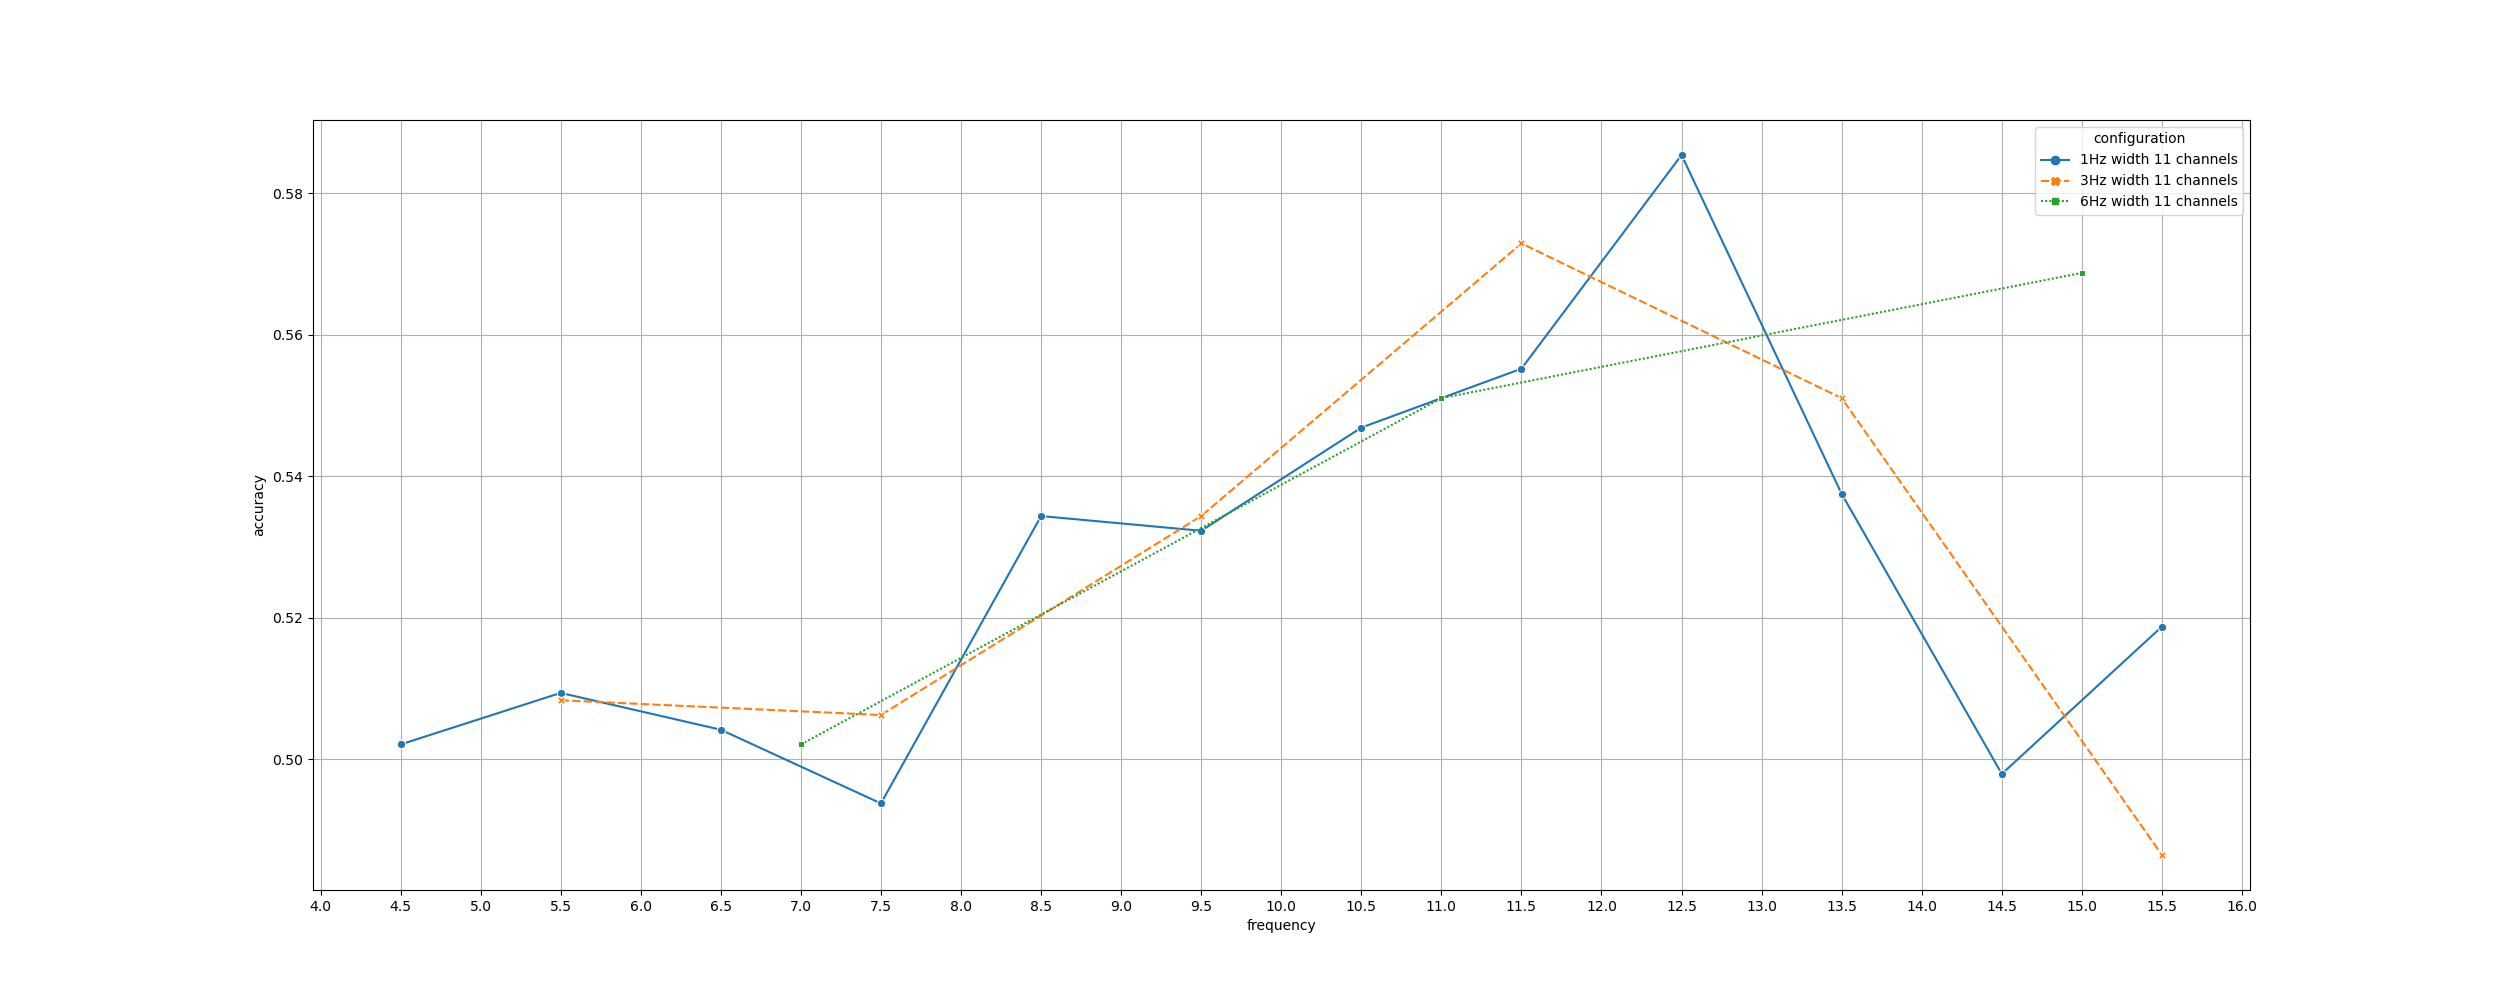 configuration
1Hz width 11 channels
3Hz width 11 channels
6Hz width 11 channels
0.58
0.56
0.54
0.52
0.50
accuracy
4.0 4.5 5.0 5.5 6.0 6.5 7.0 7.5 8.0 8.5 9.0 9.5 10.0 10.5 11.0 11.5 12.0 12.5 13.0 13.5 14.0 14.5 15.0 15.5 16.0
frequency